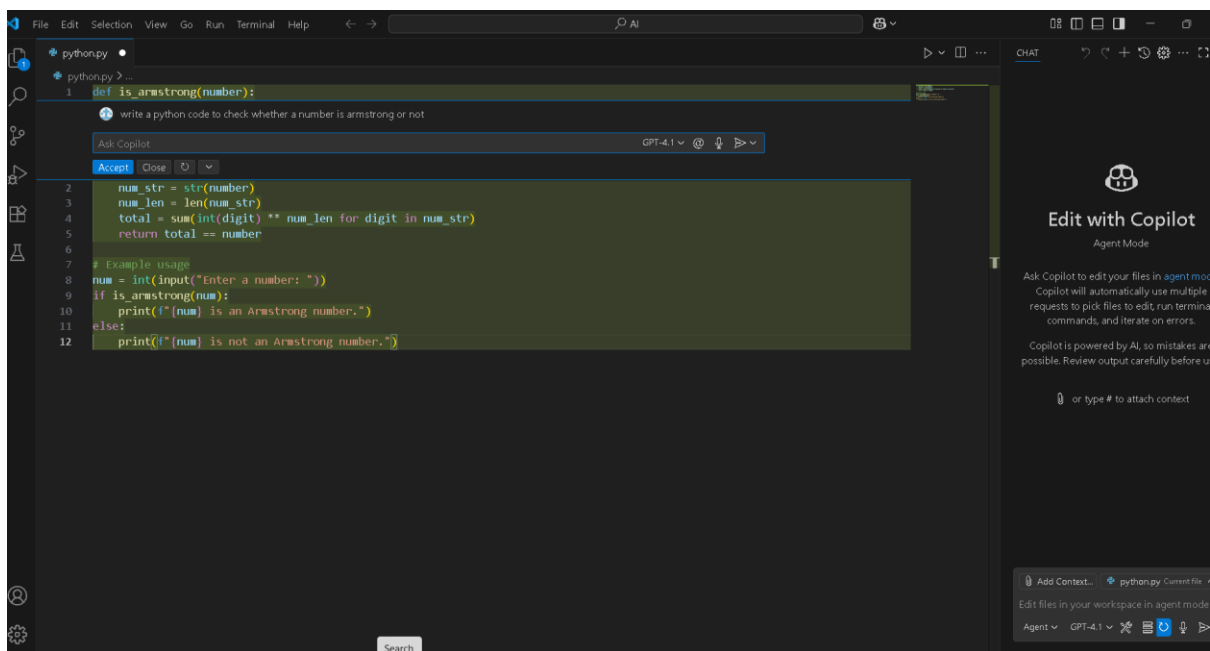 File Edit Selection View Go Run Terminal Help
AI
python.py
python.py > ...
1 def is_armstrong(number):
write a python code to check whether a number is armstrong or not
Ask Copilot
GPT-4.1
Accept Close
2 num_str = str(number)
3 num_len = len(num_str)
4 total = sum(int(digit) ** num_len for digit in num_str)
5 return total == number
6
7 # Example usage
8 num = int(input("Enter a number: "))
9 if is_armstrong(num):
10 print(f"{num} is an Armstrong number.")
11 else:
12 print(f"{num} is not an Armstrong number.")
CHAT
Edit with Copilot
Agent Mode
Ask Copilot to edit your files in agent mod
Copilot will automatically use multiple
requests to pick files to edit, run termina
commands, and iterate on errors.
Copilot is powered by AI, so mistakes are
possible. Review output carefully before u
or type # to attach context
Add Context... python.py Current file
Edit files in your workspace in agent mode
Agent GPT-4.1
1
Search